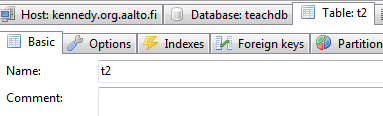 Host: kennedy.org.aalto.fi Database: teachdb Table: t2
Basic Options Indexes Foreign keys Partition
Name: t2
Comment: